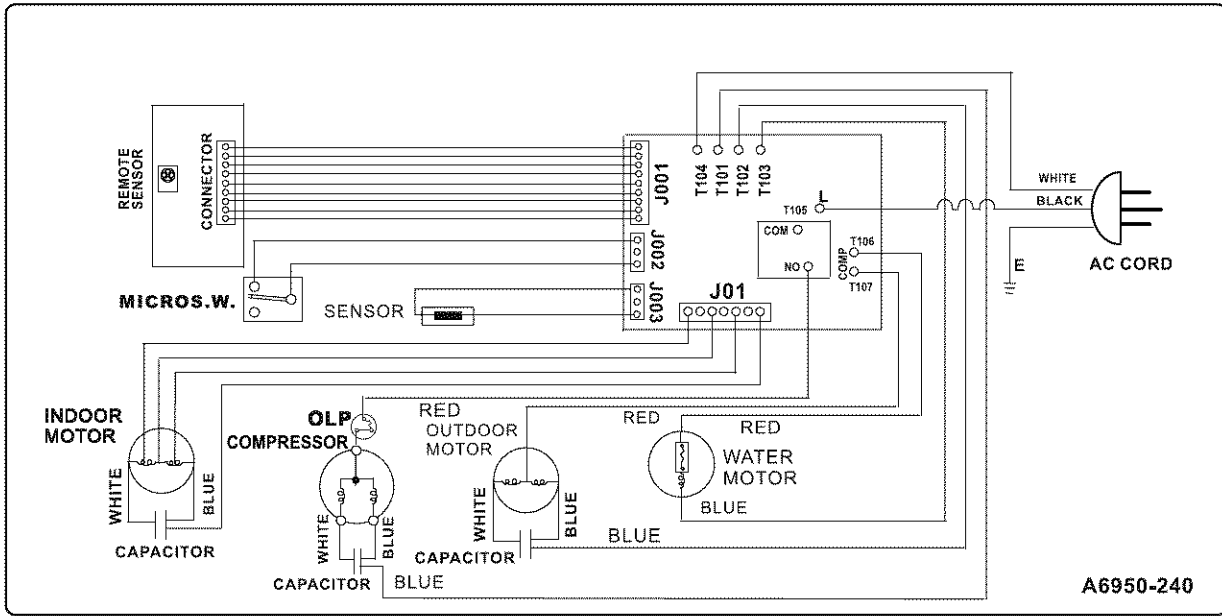 REMOTE
SENSOR
CONNECTOR
J001
T104
T101
T102
T103
L
T105
COM
NO
T106
COMP
T107
WHITE
BLACK
E
AC CORD
J002
MICROS.W.
SENSOR
J003
J01
INDOOR
MOTOR
WHITE
BLUE
CAPACITOR
OLP
COMPRESSOR
WHITE
BLUE
CAPACITOR
BLUE
RED
OUTDOOR
MOTOR
WHITE
BLUE
CAPACITOR
BLUE
RED
RED
WATER
MOTOR
BLUE
A6950-240